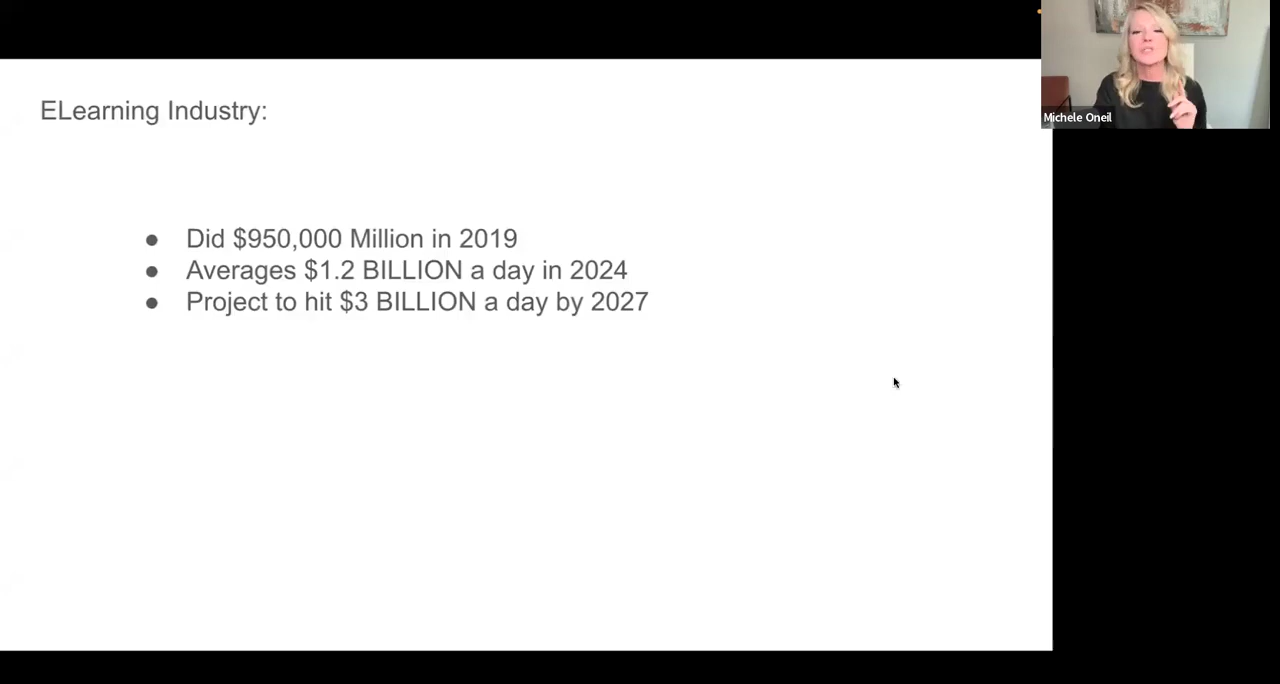 ELearning Industry:
● Did $950,000 Million in 2019
● Averages $1.2 BILLION a day in 2024
● Project to hit $3 BILLION a day by 2027
Michele Oneil